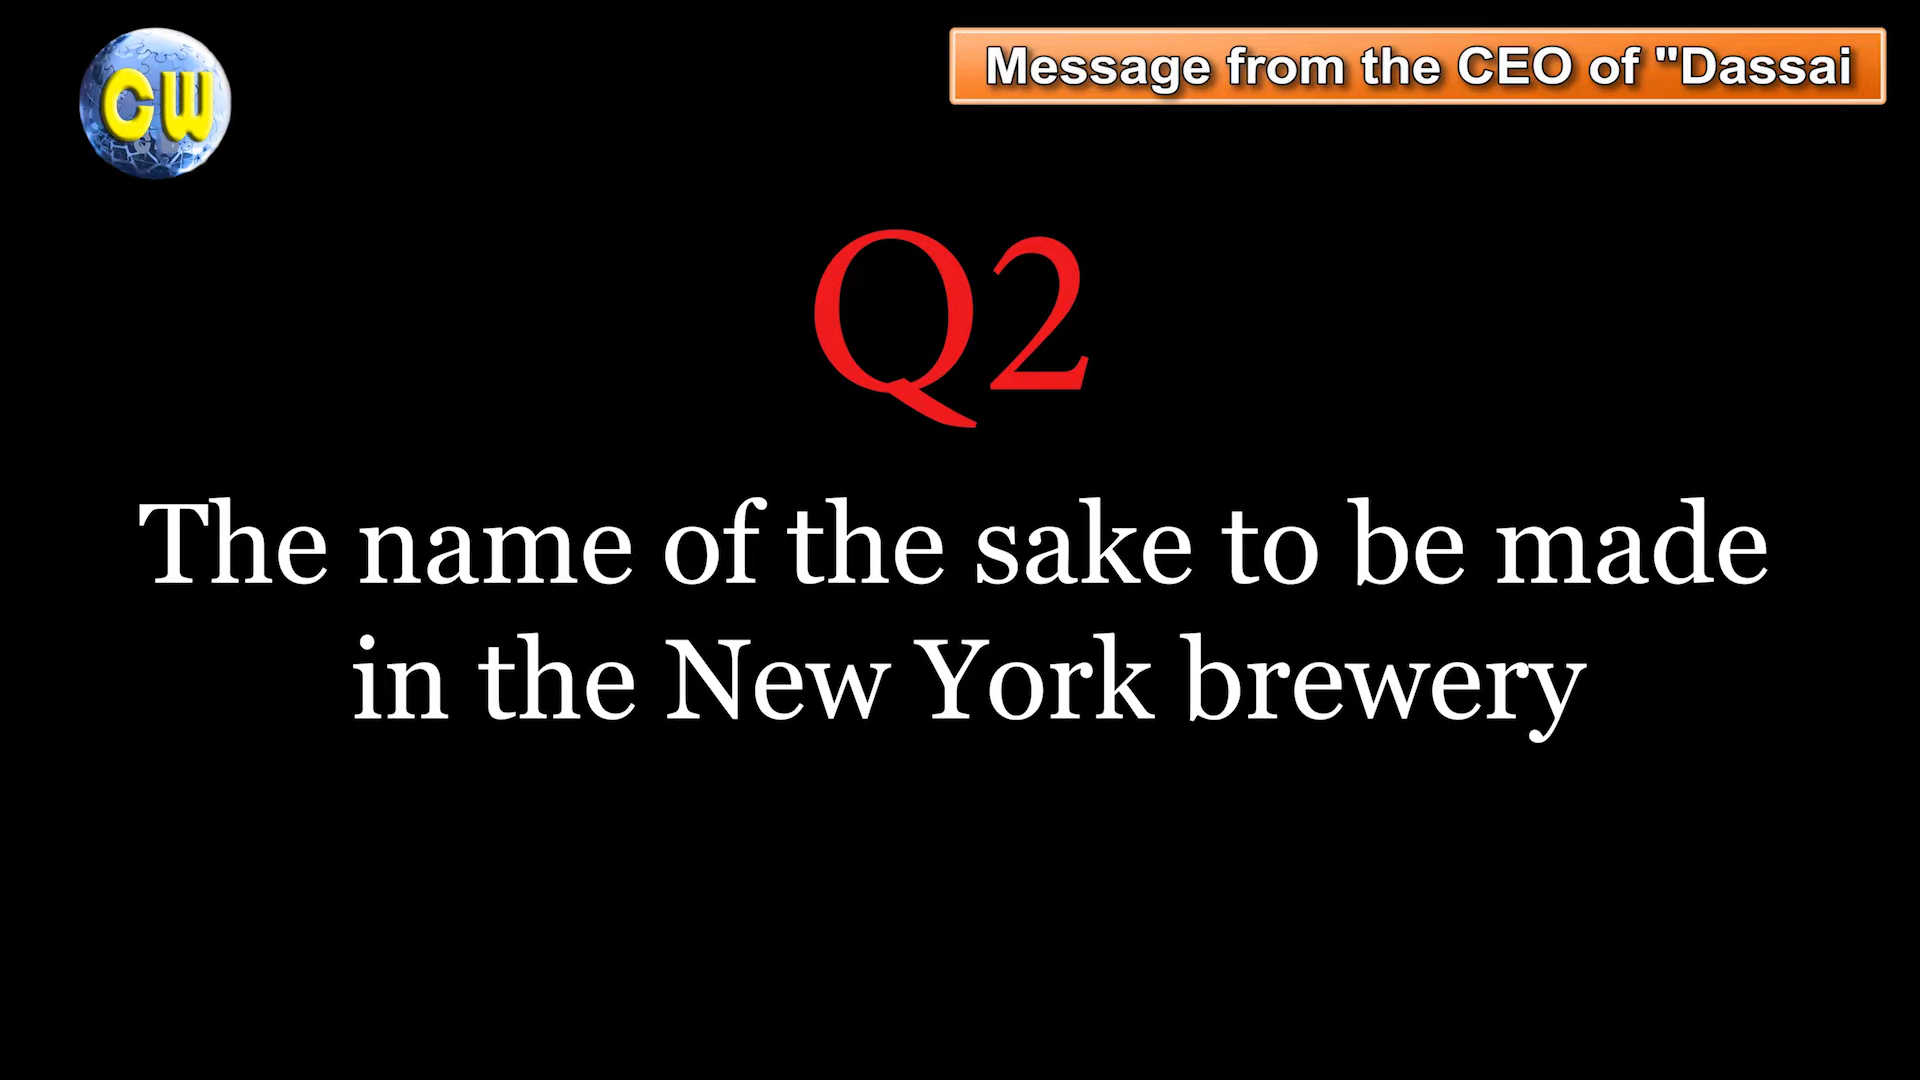 CW
Message from the CEO of "Dassai
Q2
The name of the sake to be made
in the New York brewery